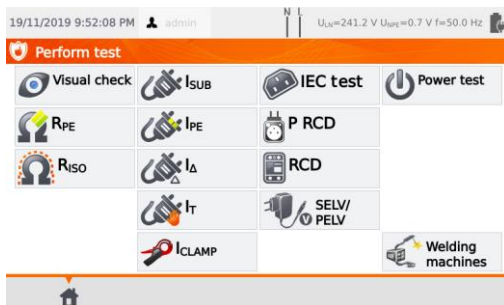 N L
19/11/2019 9:52:08 PM admin ULN=241.2 V UNPE=0.7 V f=50.0 Hz
Perform test
Visual check ISUB IEC test Power test
RPE IPE P RCD
RISO I∆ RCD
IT SELV/
PELV
ICLAMP Welding
machines